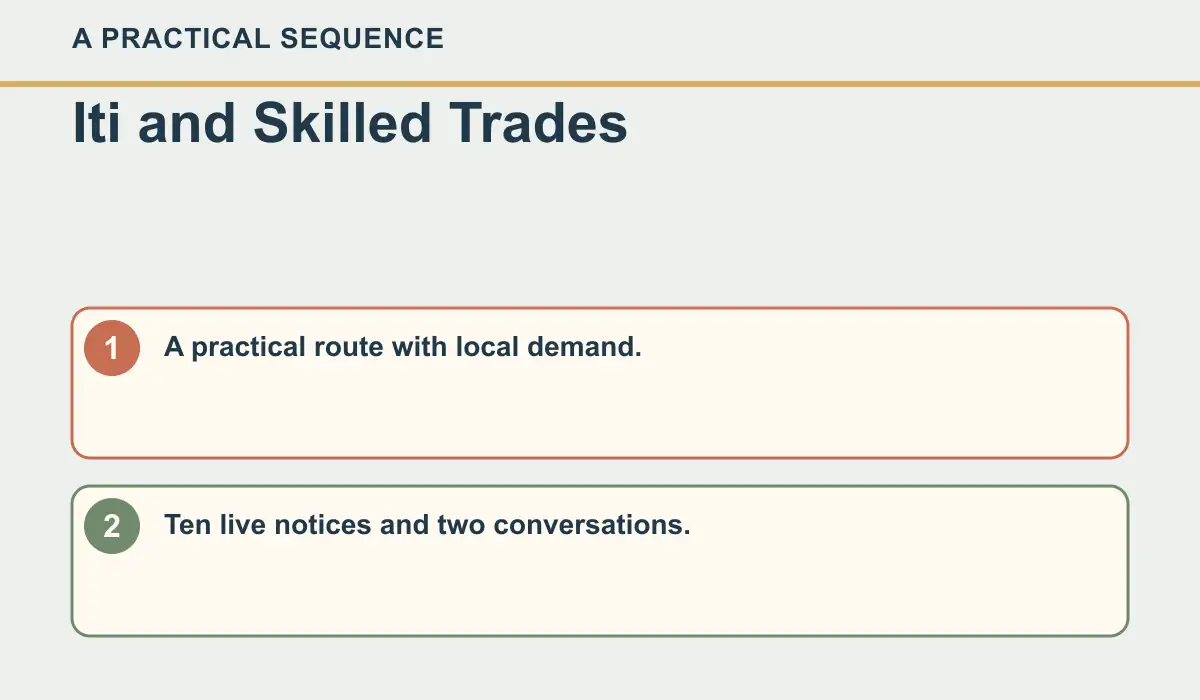 A PRACTICAL SEQUENCE
Iti and Skilled Trades
1
A practical route with local demand.
2
Ten live notices and two conversations.